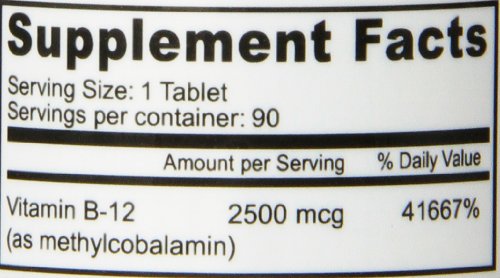 Supplement Facts
Serving Size: 1 Tablet
Servings per container: 90
Amount per Serving % Daily Value
Vitamin B-12 2500 mcg 41667%
(as methylcobalamin)